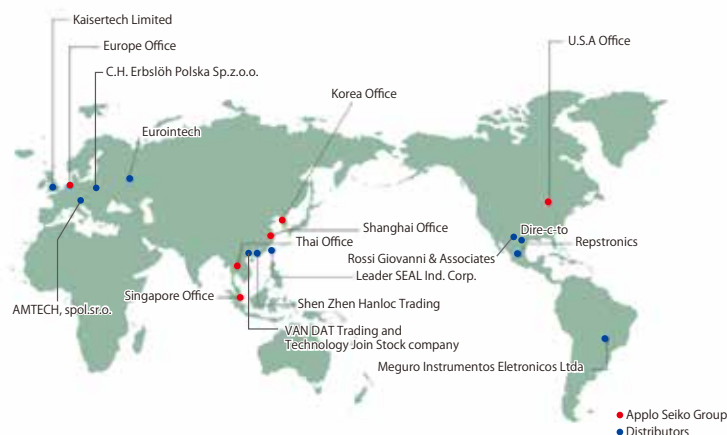 Kaisertech Limited
Europe Office
C.H. Erbslöh Polska Sp.z.o.o.
U.S.A Office
Korea Office
Eurointech
Shanghai Office
Thai Office
Dire-c-to
Repstronics
Rossi Giovanni & Associates
Leader SEAL Ind. Corp.
Singapore Office
AMTECH, spol.sr.o.
Shen Zhen Hanloc Trading
VAN DAT Trading and
Technology Join Stock company
Meguro Instrumentos Eletronicos Ltda
Applo Seiko Group
Distributors